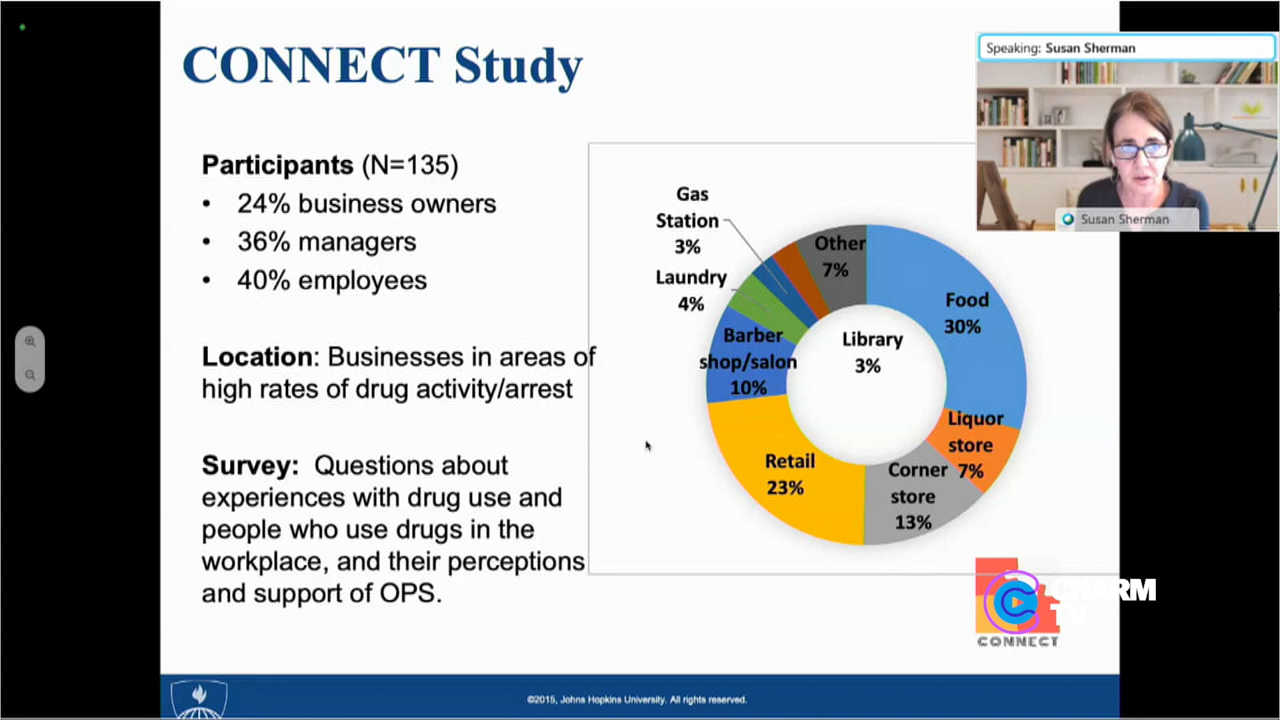 CONNECT Study
Speaking: Susan Sherman
Susan Sherman
Participants (N=135)
• 24% business owners
• 36% managers
• 40% employees
Location: Businesses in areas of
high rates of drug activity/arrest
Survey: Questions about
experiences with drug use and
people who use drugs in the
workplace, and their perceptions
and support of OPS.
Gas
Station
3%
Laundry
4%
Barber
shop/salon
10%
Retail
23%
Other
7%
Library
3%
Food
30%
Liquor
store
7%
Corner
store
13%
CHARM
TV
CONNECT
©2015, Johns Hopkins University. All rights reserved.